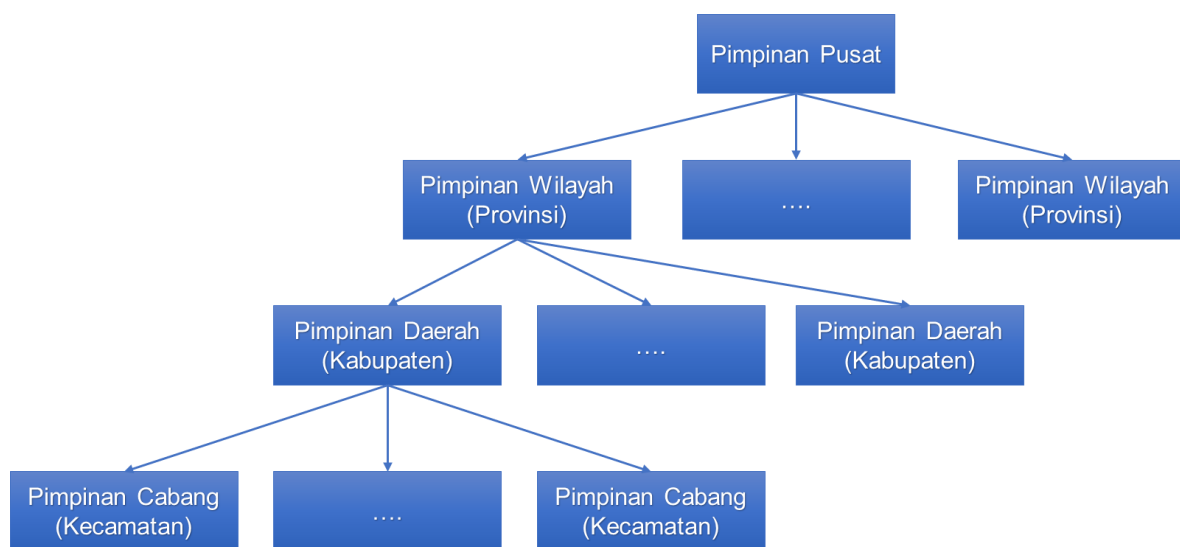 Pimpinan Pusat
Pimpinan Wilayah
(Provinsi)
....
Pimpinan Wilayah
(Provinsi)
Pimpinan Daerah
(Kabupaten)
....
Pimpinan Daerah
(Kabupaten)
Pimpinan Cabang
(Kecamatan)
....
Pimpinan Cabang
(Kecamatan)